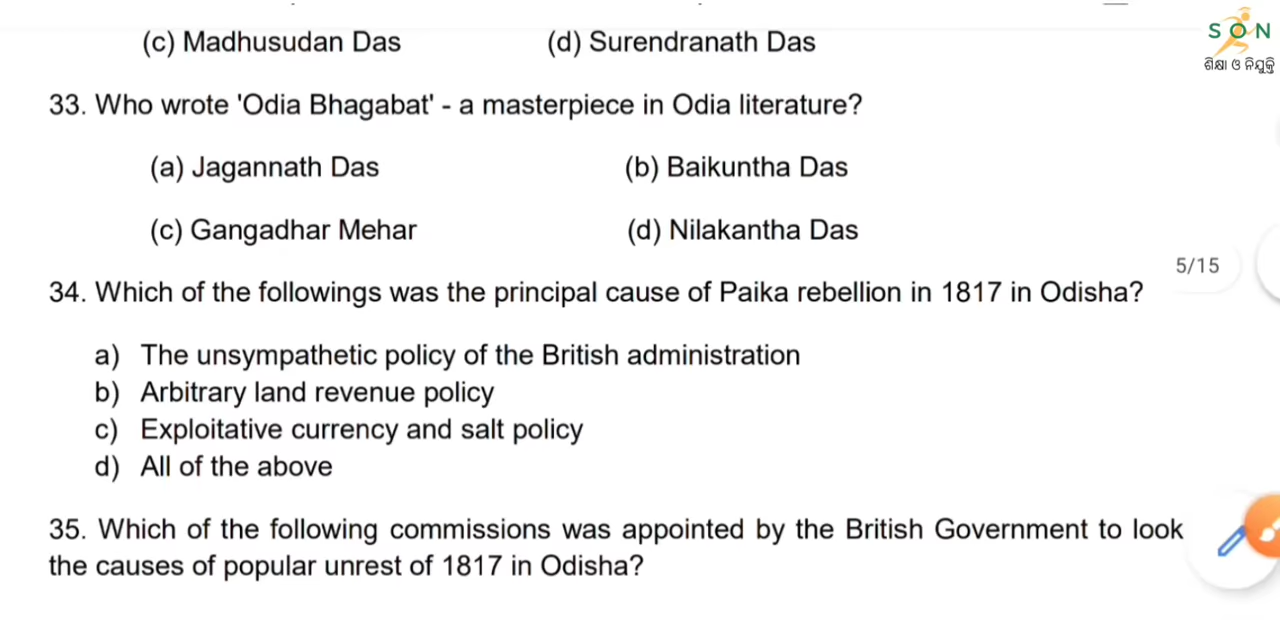 (c) Madhusudan Das (d) Surendranath Das
S O N
ଶିକ୍ଷା ଓ ନିଯୁକ୍ତି
33. Who wrote 'Odia Bhagabat' - a masterpiece in Odia literature?
(a) Jagannath Das (b) Baikuntha Das
(c) Gangadhar Mehar (d) Nilakantha Das
5/15
34. Which of the followings was the principal cause of Paika rebellion in 1817 in Odisha?
a) The unsympathetic policy of the British administration
b) Arbitrary land revenue policy
c) Exploitative currency and salt policy
d) All of the above
35. Which of the following commissions was appointed by the British Government to look
the causes of popular unrest of 1817 in Odisha?